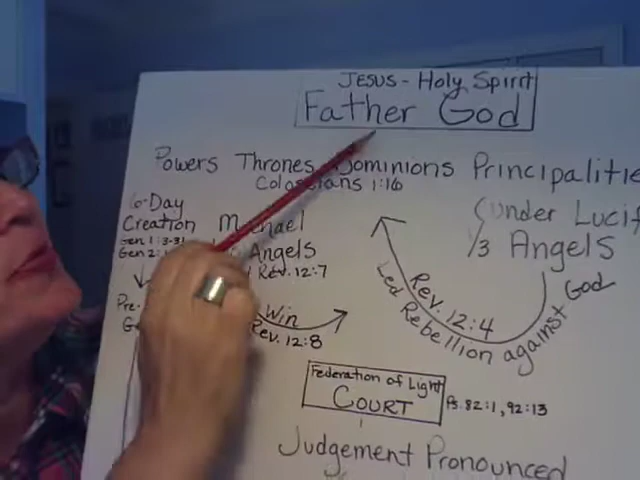 JESUS - Holy Spirit
Father God
Powers Thrones Dominions
Colossians 1:16
6-Day
Creation
Gen 1:3-31
Gen 2:
(under
1/3 Angels
Angels
Rev. 12:7
Win
Rev. 12:8
Rev. 12:4
Led Rebellion against God
Federation of Light
COURT
Ps. 82:1, 92:13
Judgement Pronounced